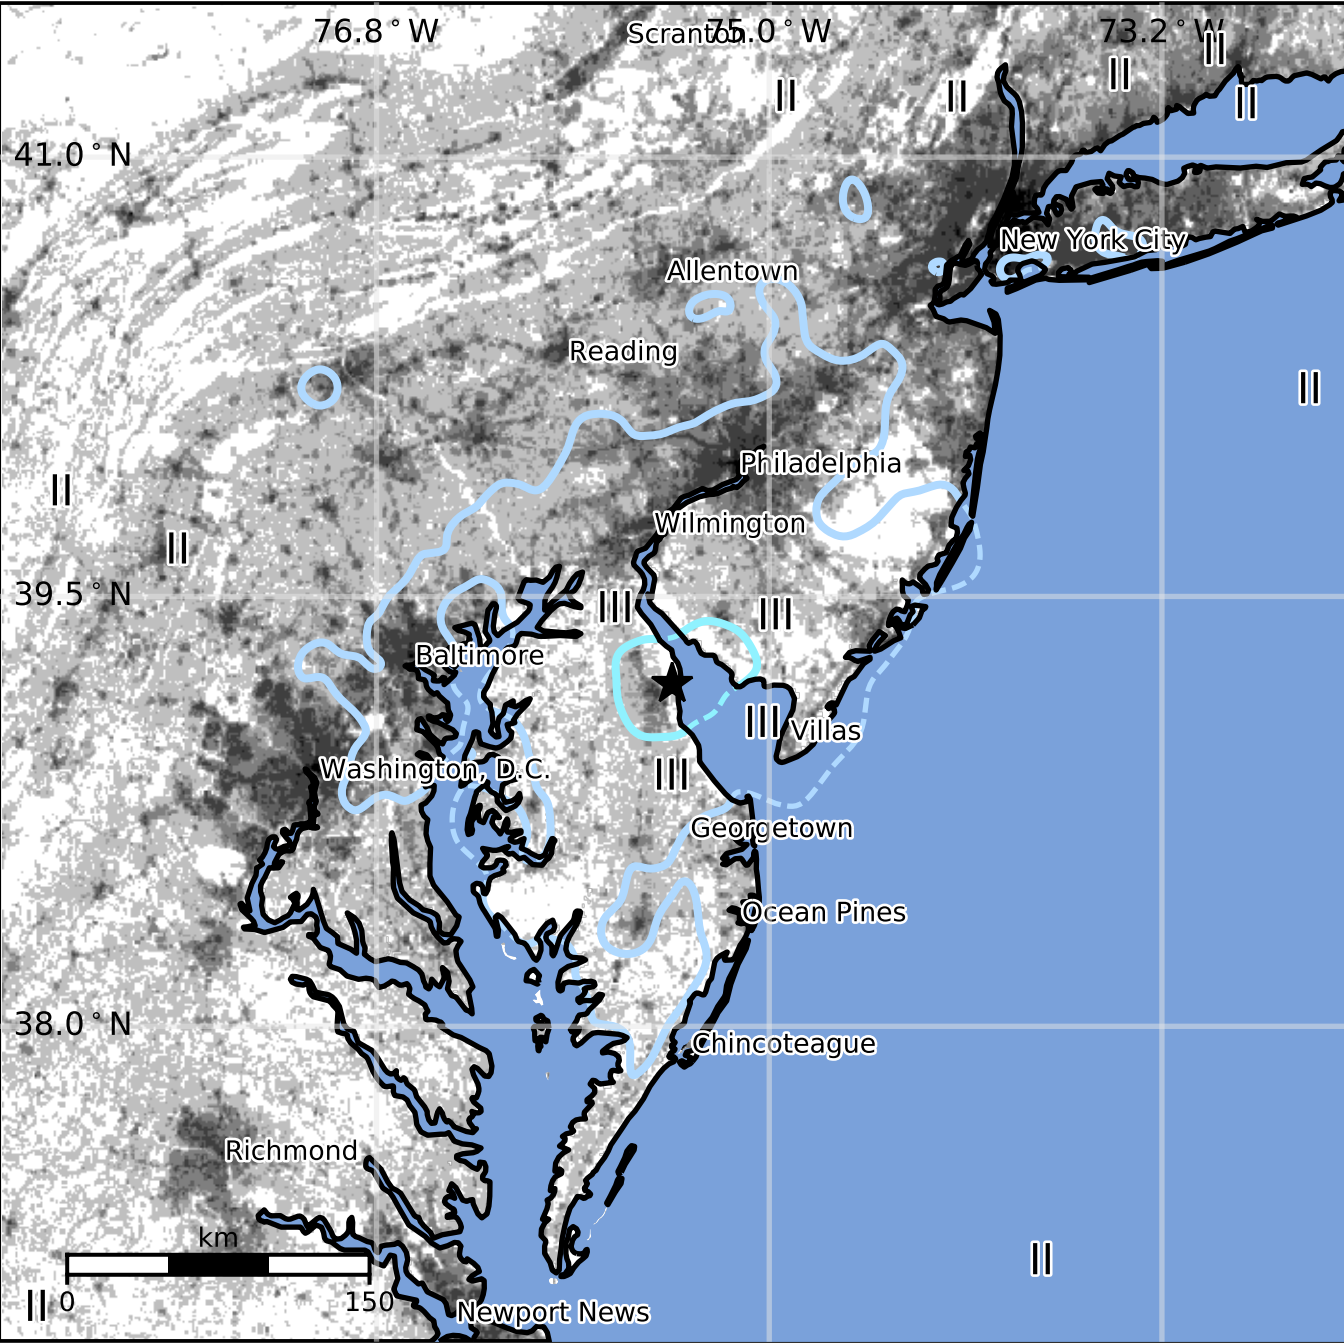 76.8°W
Scranton
75.0°W
73.2°W
II
II
II
II
II
41.0°N
New York City
Allentown
Reading
II
Philadelphia
II
Wilmington
II
39.5°N
III
III
Baltimore
III
Villas
Washington, D.C.
III
Georgetown
Ocean Pines
38.0°N
Chincoteague
Richmond
km
II
II
0
150
Newport News